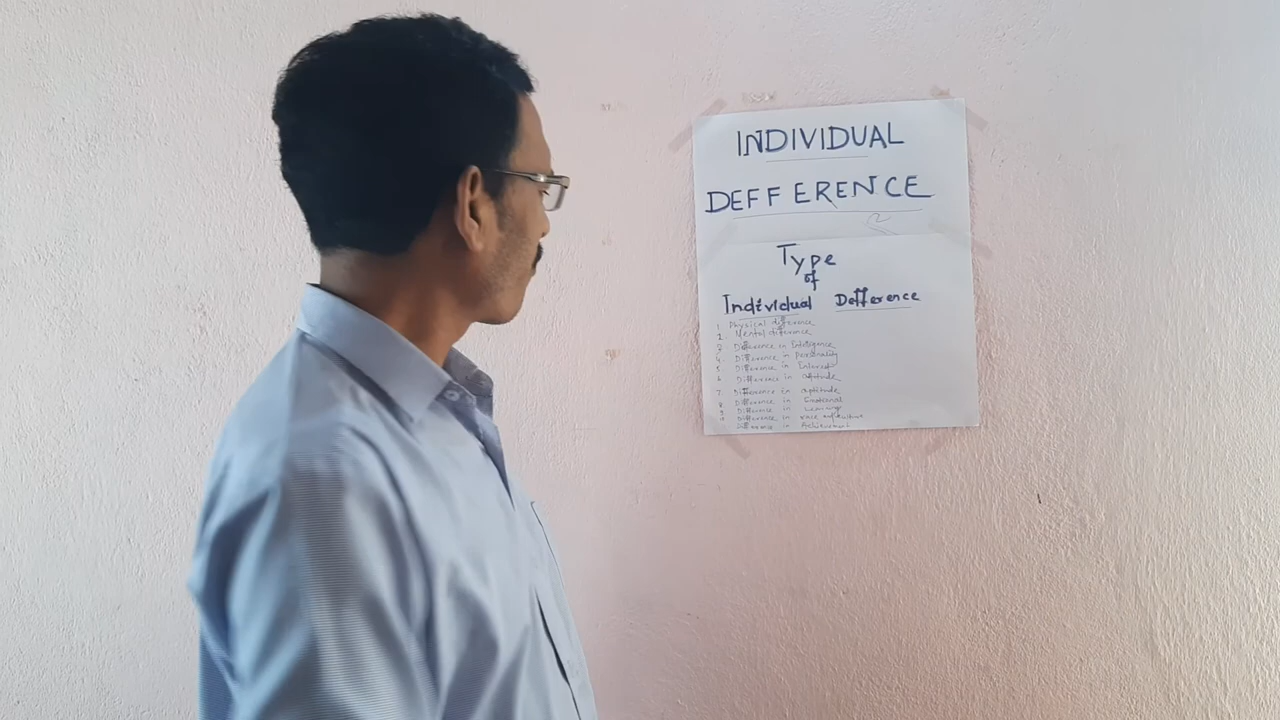 INDIVIDUAL
DEFFERENCE
Type
of
Individual Defference
1 Physical difference
2 Mental difference
3 Difference in Entelegence
4. Difference in Personality
5. Difference in
6 Difference in attitude
7. Difference in aptitude
8 Difference in Emotional
9 Difference in Learning
Difference in race
Difference in Achievement